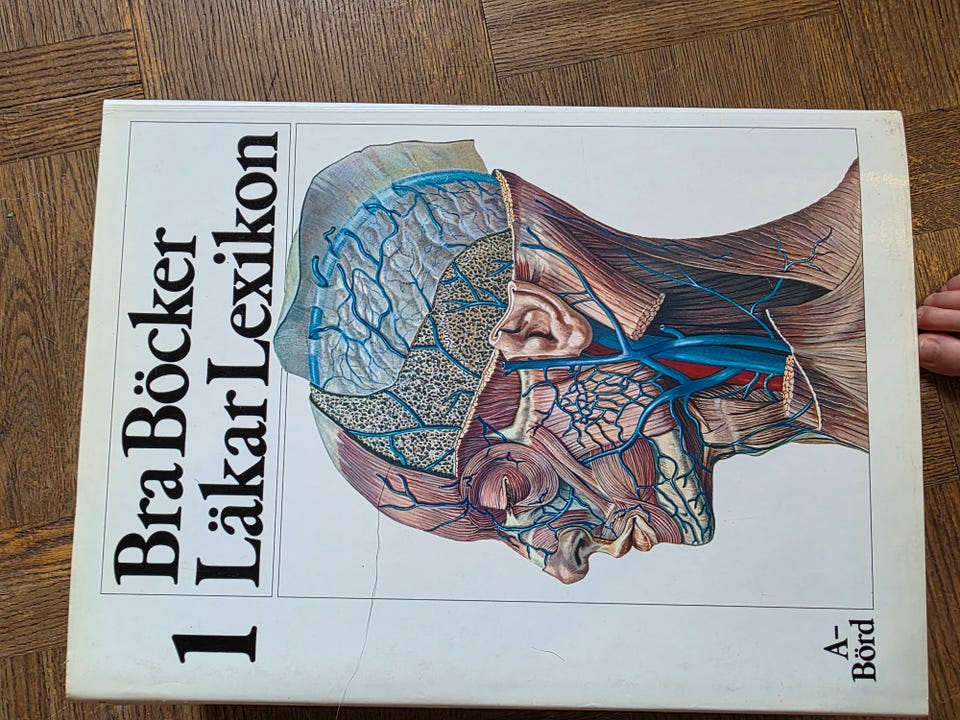 Bra Böcker
1 Läkar Lexikon
A–
Börd